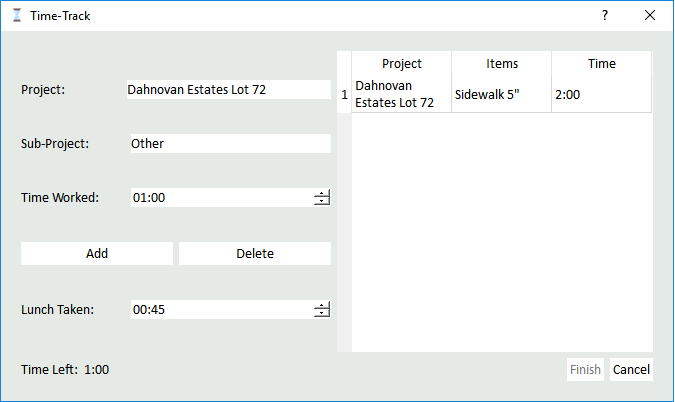 Time-Track
?
Project: Dahnovan Estates Lot 72
Sub-Project: Other
Time Worked: 01:00
Add Delete
Lunch Taken: 00:45
Time Left: 1:00
Project Items Time
1 Dahnovan Estates Lot 72 Sidewalk 5" 2:00
Finish Cancel